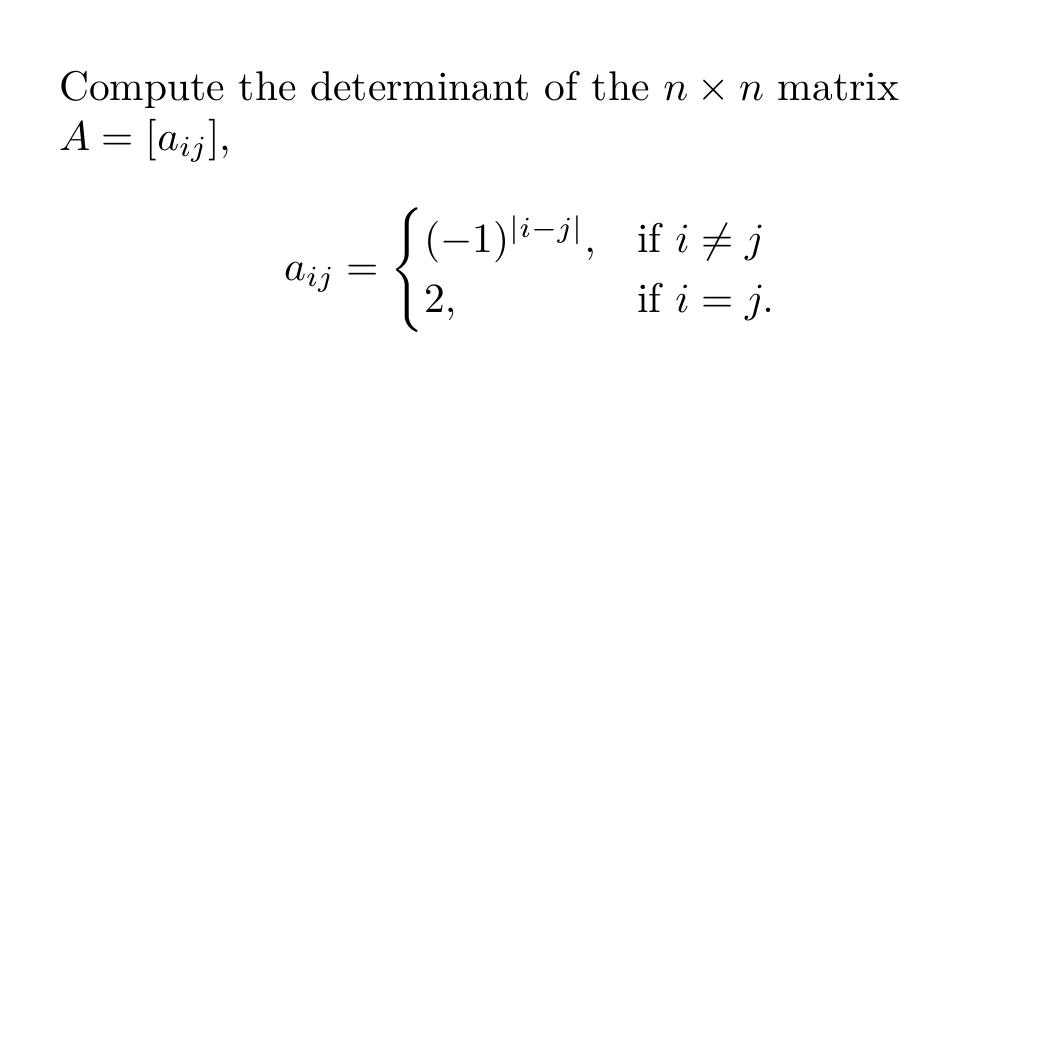 Compute the determinant of the n × n matrix
A = [a_{ij}],
a_{ij} = \begin{cases} (-1)^{|i-j|}, & \text{if } i \neq j \\ 2, & \text{if } i = j. \end{cases}